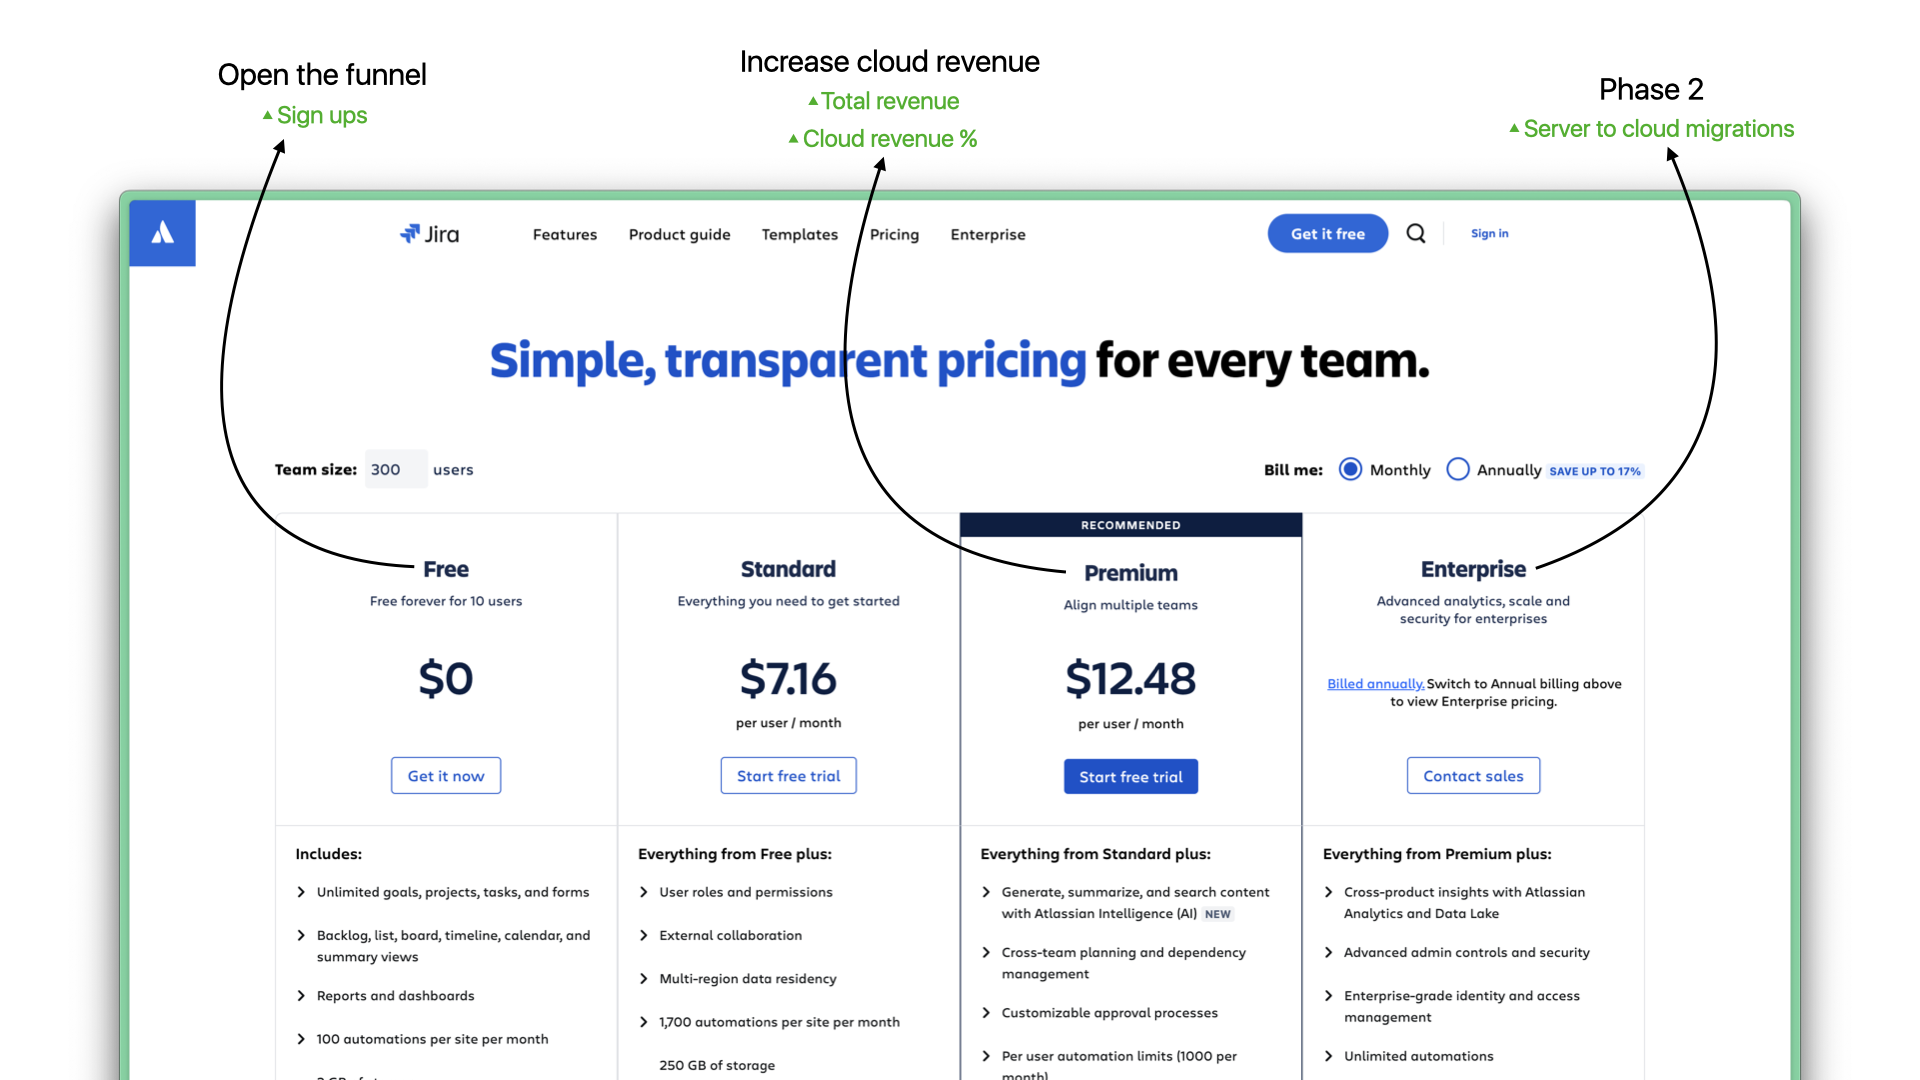 Open the funnel
Sign ups
Increase cloud revenue
Total revenue
Cloud revenue %
Phase 2
Server to cloud migrations
Jira
Features
Product guide
Templates
Pricing
Enterprise
Get it free
Sign in
Simple, transparent pricing for every team.
Team size: 300 users
Bill me: Monthly Annually SAVE UP TO 17%
Free
Free forever for 10 users
$0
Get it now
Includes:
Unlimited goals, projects, tasks, and forms
Backlog, list, board, timeline, calendar, and
summary views
Reports and dashboards
100 automations per site per month
Standard
Everything you need to get started
$7.16
per user / month
Start free trial
Everything from Free plus:
User roles and permissions
External collaboration
Multi-region data residency
1,700 automations per site per month
250 GB of storage
RECOMMENDED
Premium
Align multiple teams
$12.48
per user / month
Start free trial
Everything from Standard plus:
Generate, summarize, and search content
with Atlassian Intelligence (AI) NEW
Cross-team planning and dependency
management
Customizable approval processes
Per user automation limits (1000 per
month)
Enterprise
Advanced analytics, scale and
security for enterprises
Billed annually. Switch to Annual billing above
to view Enterprise pricing.
Contact sales
Everything from Premium plus:
Cross-product insights with Atlassian
Analytics and Data Lake
Advanced admin controls and security
Enterprise-grade identity and access
management
Unlimited automations